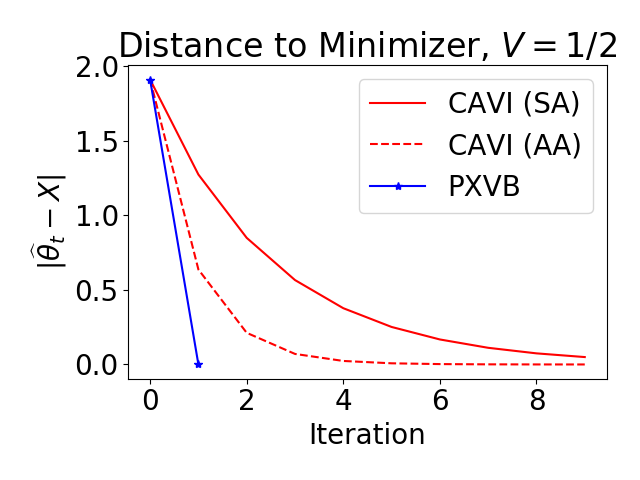 Distance to Minimizer, V = 1/2
|θ̂_t − X|
2.0
1.5
1.0
0.5
0.0
CAVI (SA)
CAVI (AA)
PXVB
0 2 4 6 8
Iteration